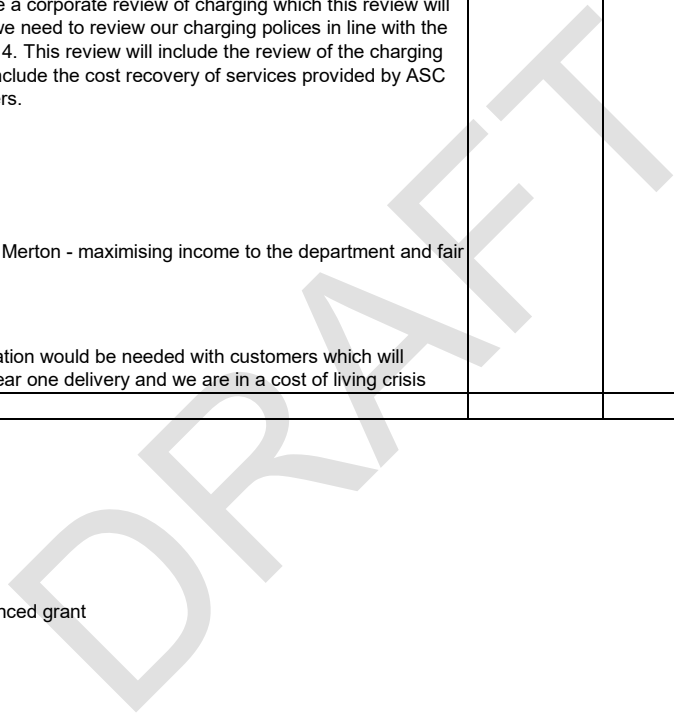 e a corporate review of charging which this review will
we need to review our charging polices in line with the
4. This review will include the review of the charging
nclude the cost recovery of services provided by ASC
rs.
Merton - maximising income to the department and fair
ation would be needed with customers which will
ear one delivery and we are in a cost of living crisis
nced grant
DRAFT